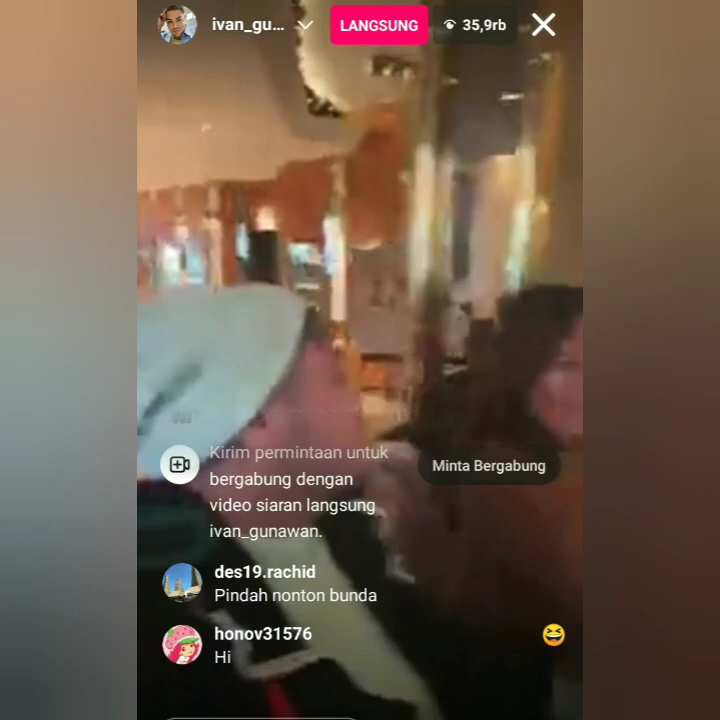 ivan_gu...
LANGSUNG
35,9rb
Kirim permintaan untuk
bergabung dengan
video siaran langsung
ivan_gunawan.
Minta Bergabung
des19.rachid
Pindah nonton bunda
honov31576
Hi